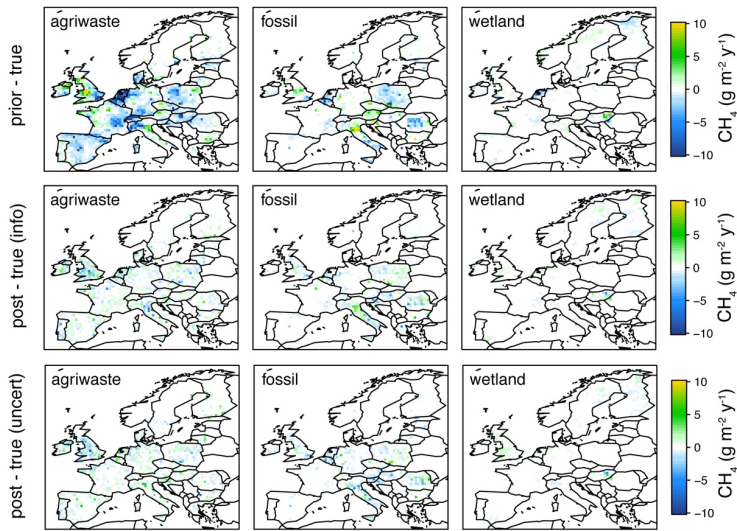 agriwaste fossil wetland
prior - true
10
5
0
−5
−10
CH₄ (g m⁻² y⁻¹)
agriwaste fossil wetland
post - true (info)
10
5
0
−5
−10
CH₄ (g m⁻² y⁻¹)
agriwaste fossil wetland
post - true (uncert)
10
5
0
−5
−10
CH₄ (g m⁻² y⁻¹)